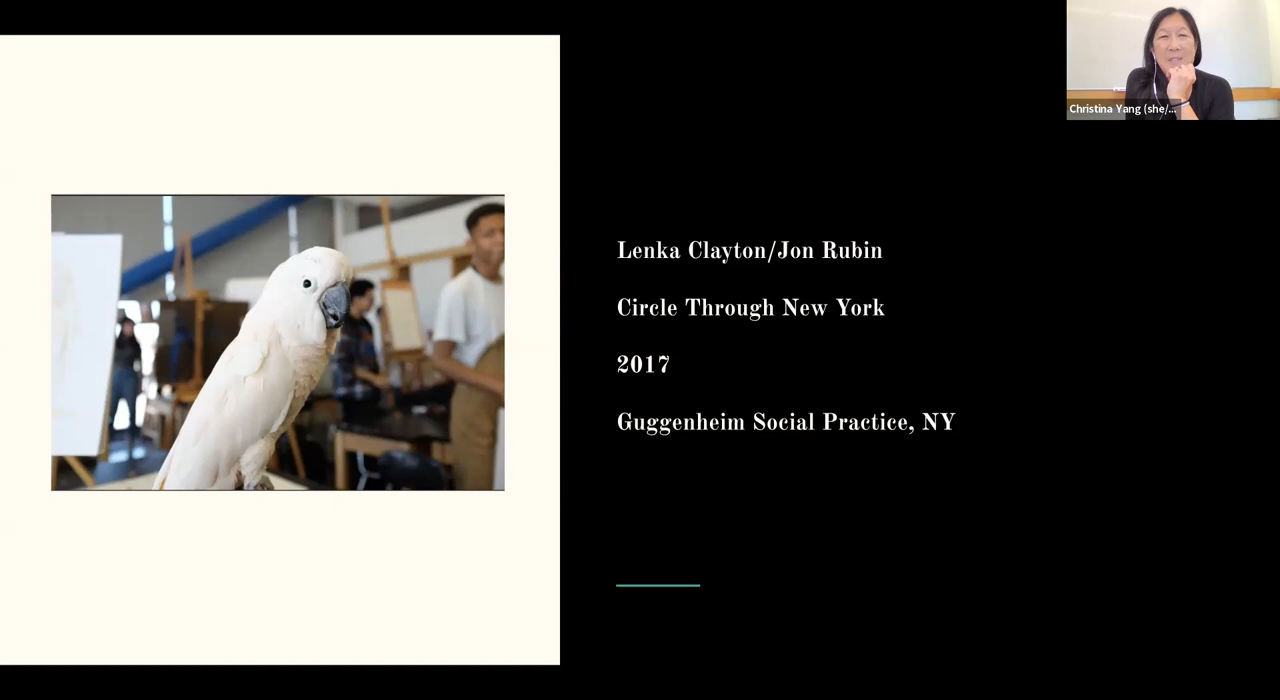 Christina Yang (she/...
Lenka Clayton/Jon Rubin
Circle Through New York
2017
Guggenheim Social Practice, NY